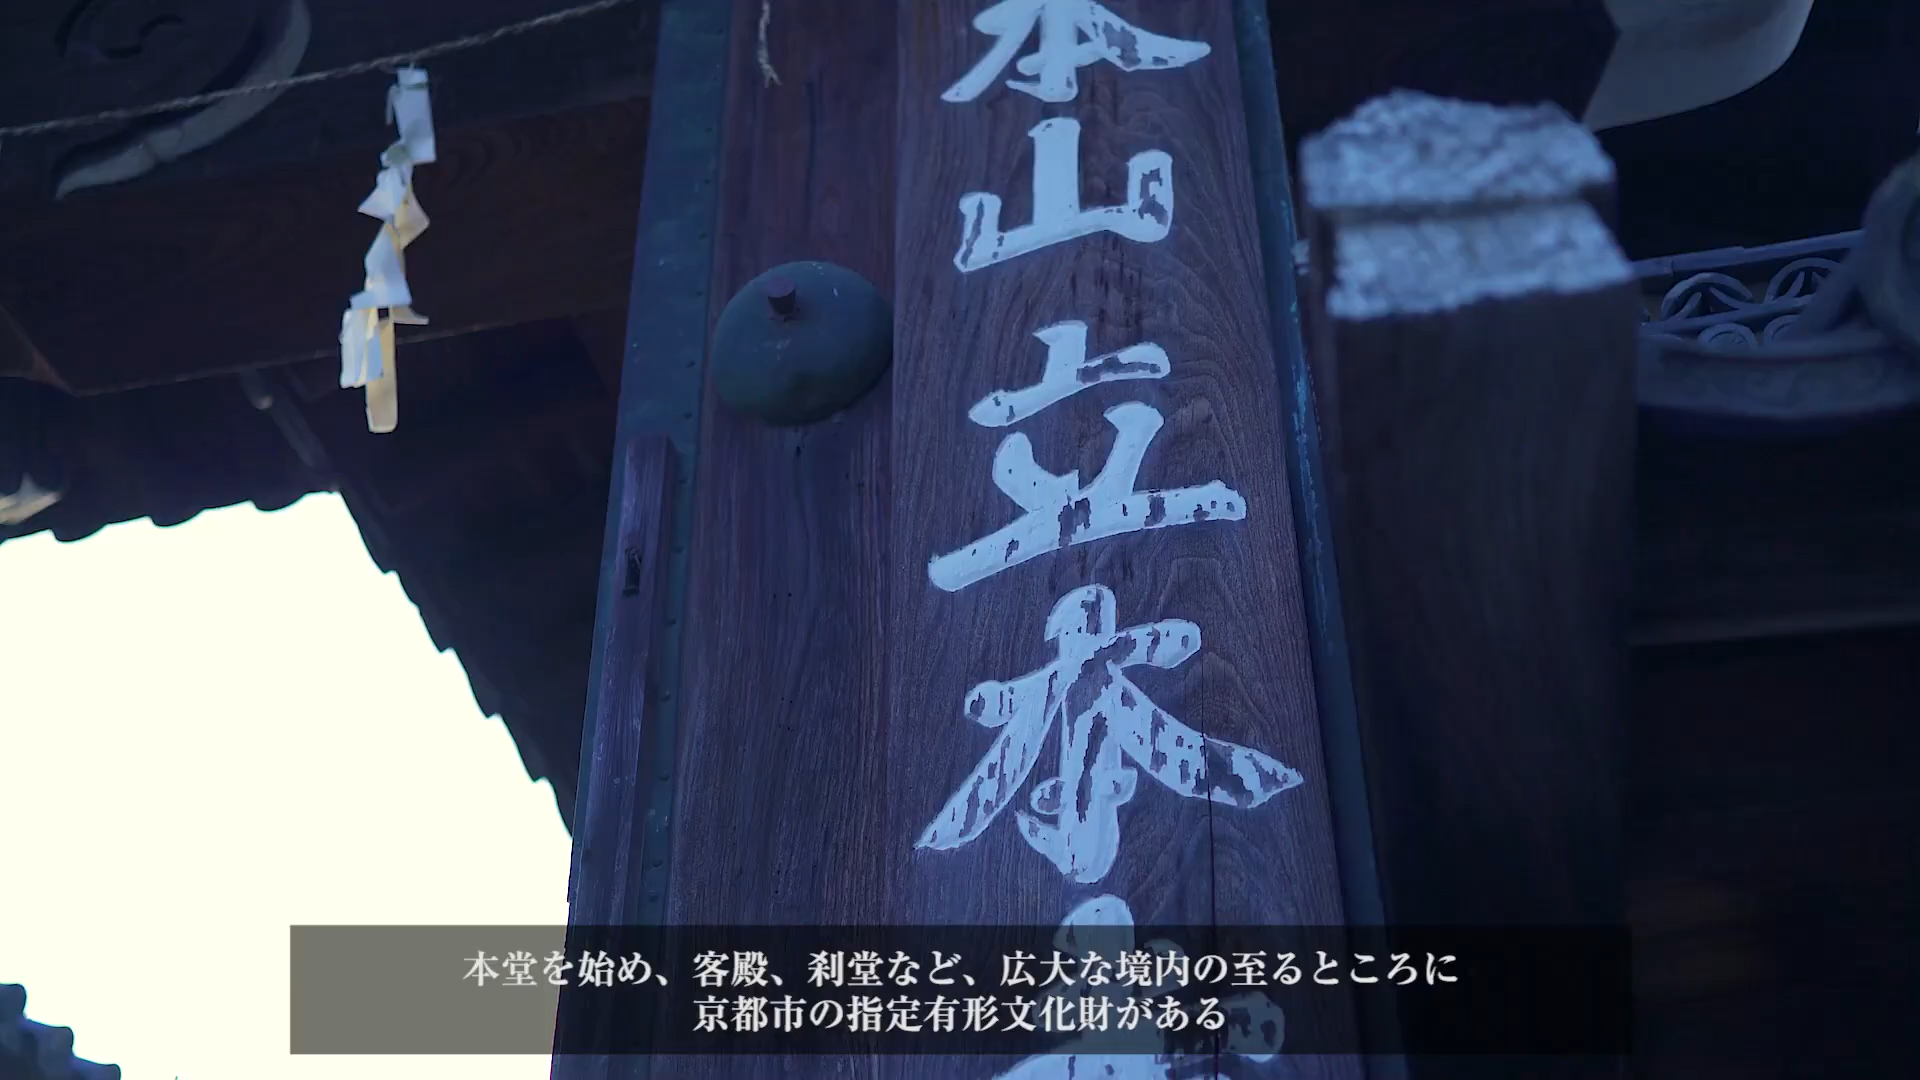 本山立本寺
本堂を始め、客殿、刹堂など、広大な境内の至るところに
京都市の指定有形文化財がある